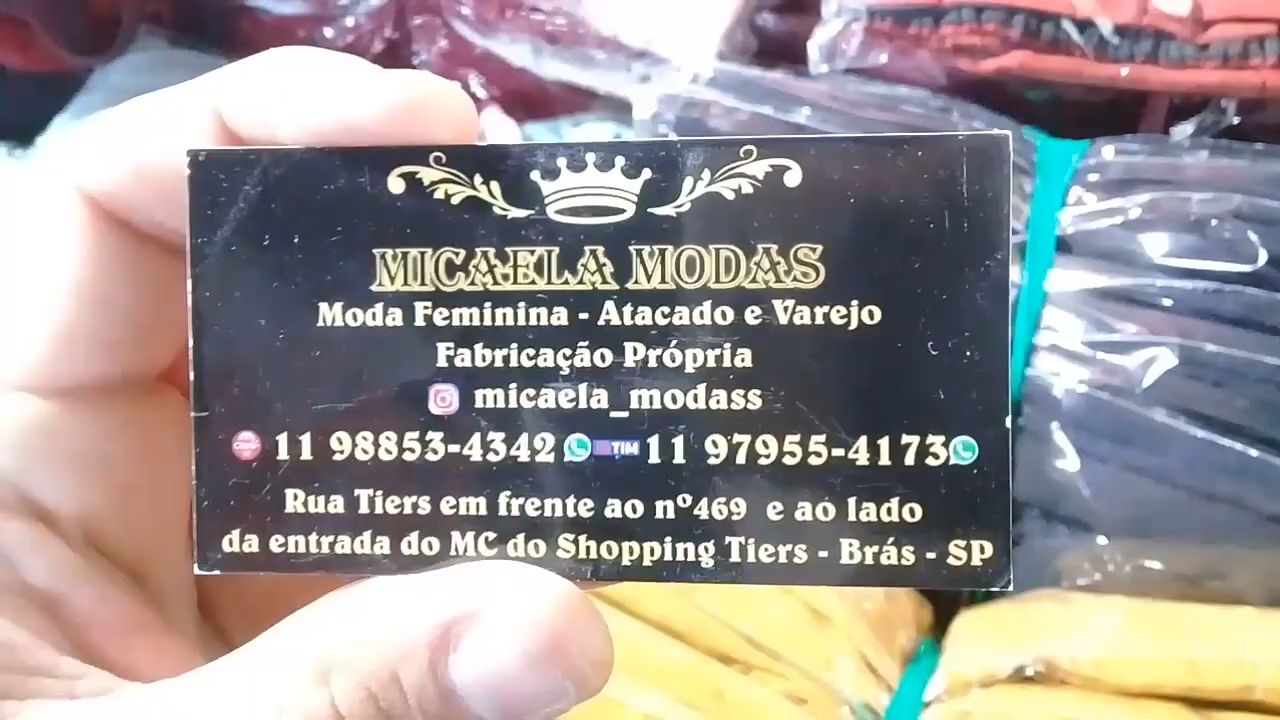 MICAELA MODAS
Moda Feminina - Atacado e Varejo
Fabricação Própria
micaela_modass
Claro 11 98853-4342 TIM 11 97955-4173
Rua Tiers em frente ao nº469 e ao lado
da entrada do MC do Shopping Tiers - Brás - SP